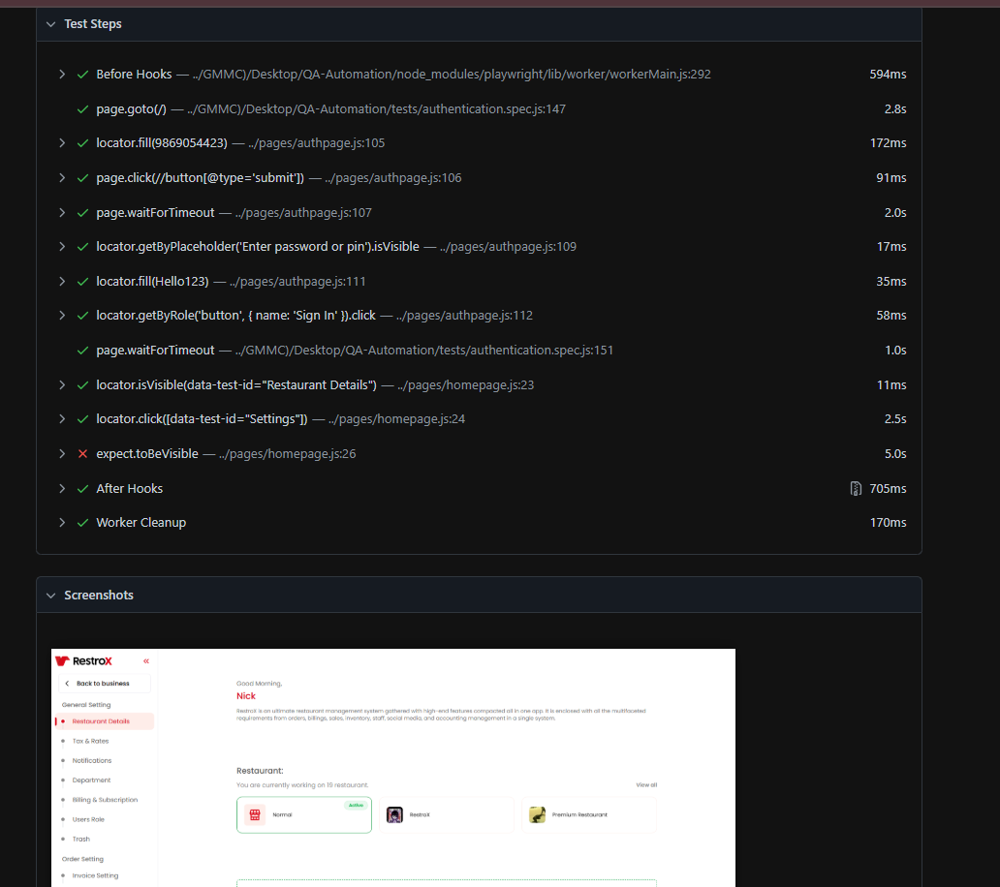 Test Steps
Before Hooks — ../GMMC)/Desktop/QA-Automation/node_modules/playwright/lib/worker/workerMain.js:292 594ms
page.goto(/) — ../GMMC)/Desktop/QA-Automation/tests/authentication.spec.js:147 2.8s
locator.fill(9869054423) — ../pages/authpage.js:105 172ms
page.click(//button[@type='submit']) — ../pages/authpage.js:106 91ms
page.waitForTimeout — ../pages/authpage.js:107 2.0s
locator.getByPlaceholder('Enter password or pin').isVisible — ../pages/authpage.js:109 17ms
locator.fill(Hello123) — ../pages/authpage.js:111 35ms
locator.getByRole('button', { name: 'Sign In' }).click — ../pages/authpage.js:112 58ms
page.waitForTimeout — ../GMMC)/Desktop/QA-Automation/tests/authentication.spec.js:151 1.0s
locator.isVisible(data-test-id="Restaurant Details") — ../pages/homepage.js:23 11ms
locator.click([data-test-id="Settings"]) — ../pages/homepage.js:24 2.5s
expect.toBeVisible — ../pages/homepage.js:26 5.0s
After Hooks 705ms
Worker Cleanup 170ms
Screenshots
RestroX «
Back to business
General Setting
Restaurant Details
Tax & Rates
Notifications
Department
Billing & Subscription
Users Role
Trash
Order Setting
Invoice Setting
Good Morning,
Nick
RestroX is an ultimate restaurant management system gathered with high-end features compacted all in one app. It is enclosed with all the multifaceted
requirements from orders, billings, sales, inventory, staff, social media, and accounting management in a single system.
Restaurant:
You are currently working on 19 restaurant. View all
Active
Normal
RestroX
Premium Restaurant